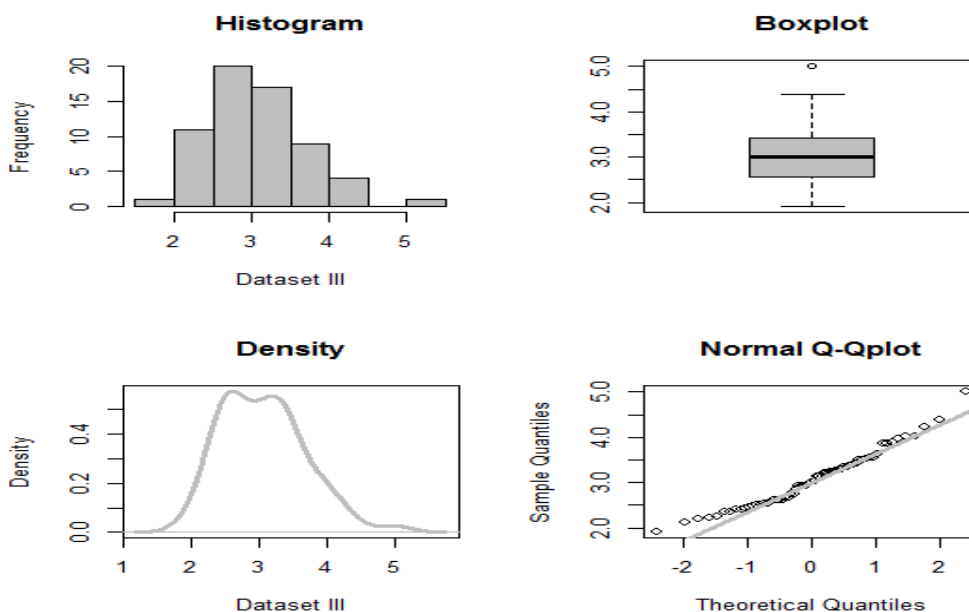 Histogram
Frequency
20
15
10
5
0
2 3 4 5
Dataset III
Boxplot
5.0
4.0
3.0
2.0
Density
Density
0.4
0.2
0.0
1 2 3 4 5
Dataset III
Normal Q-Qplot
Sample Quantiles
5.0
4.0
3.0
2.0
-2 -1 0 1 2
Theoretical Quantiles